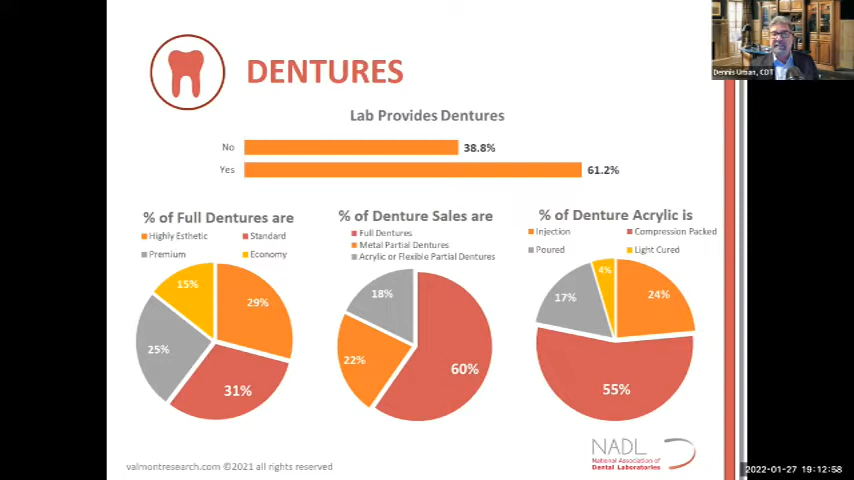 Dennis Urban, CDT
DENTURES
Lab Provides Dentures
No 38.8%
Yes 61.2%
% of Full Dentures are
Highly Esthetic Standard
Premium Economy
15%
29%
25%
31%
% of Denture Sales are
Full Dentures
Metal Partial Dentures
Acrylic or Flexible Partial Dentures
18%
22%
60%
% of Denture Acrylic is
Injection Compression Packed
Poured Light Cured
4%
24%
17%
55%
valmontresearch.com ©2021 all rights reserved
NADL
National Association of
Dental Laboratories
2022-01-27 19:12:58